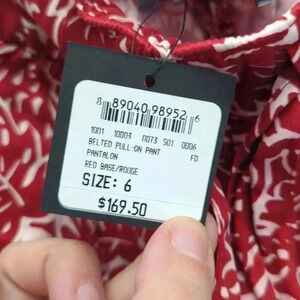 8 89040 98952 6
1001 10003 0073 501 0006
BELTED PULL-ON PANT
PANTALON FD
RED BASE/ROUGE
SIZE: 6
$169.50